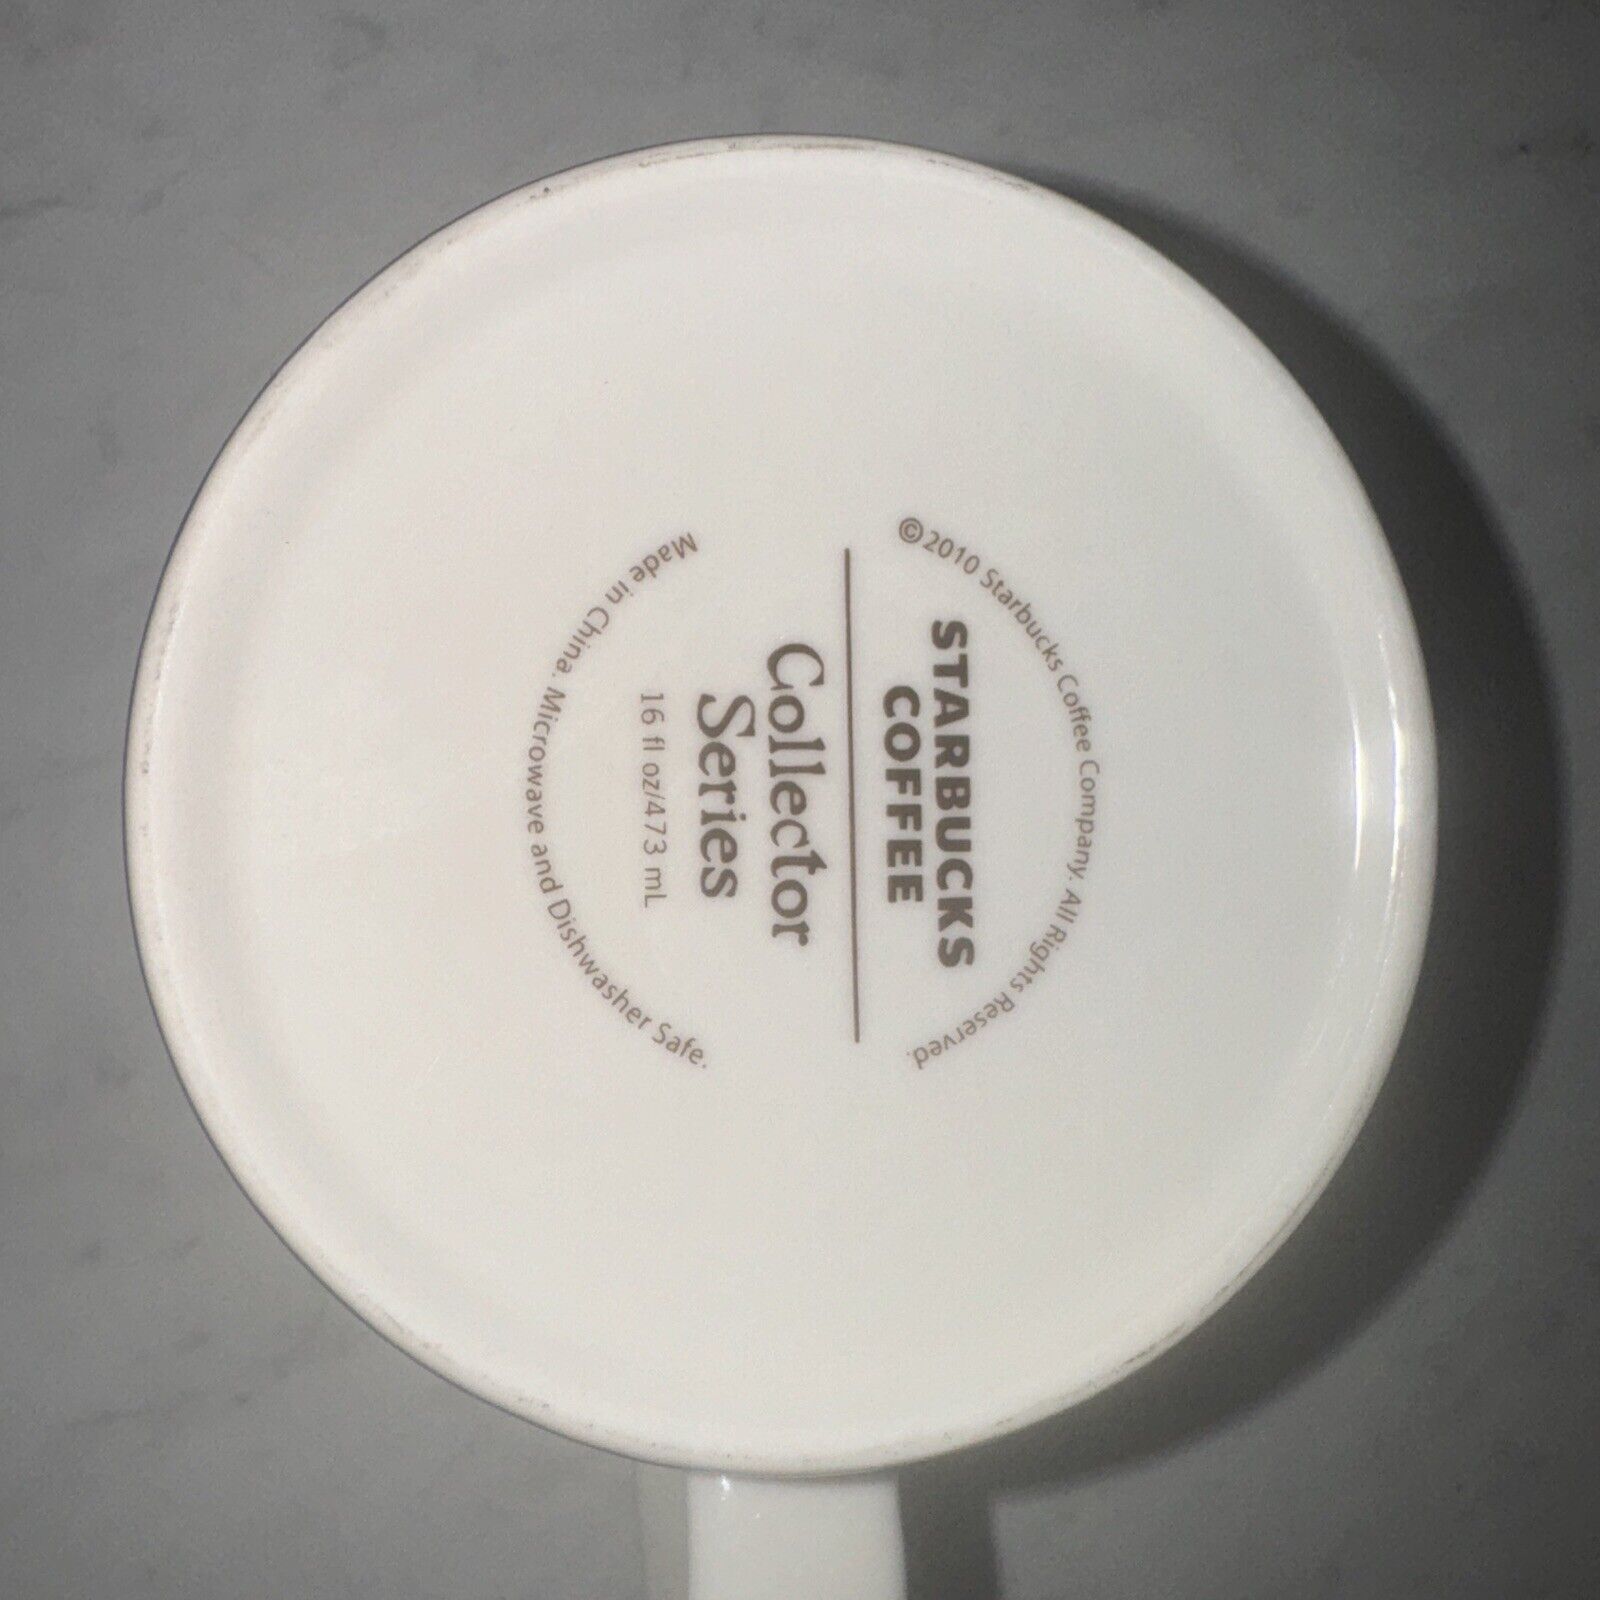 ©2010 Starbucks Coffee Company. All Rights Reserved.
STARBUCKS
COFFEE
Collector
Series
16 fl oz/473 mL
Made in China. Microwave and Dishwasher Safe.